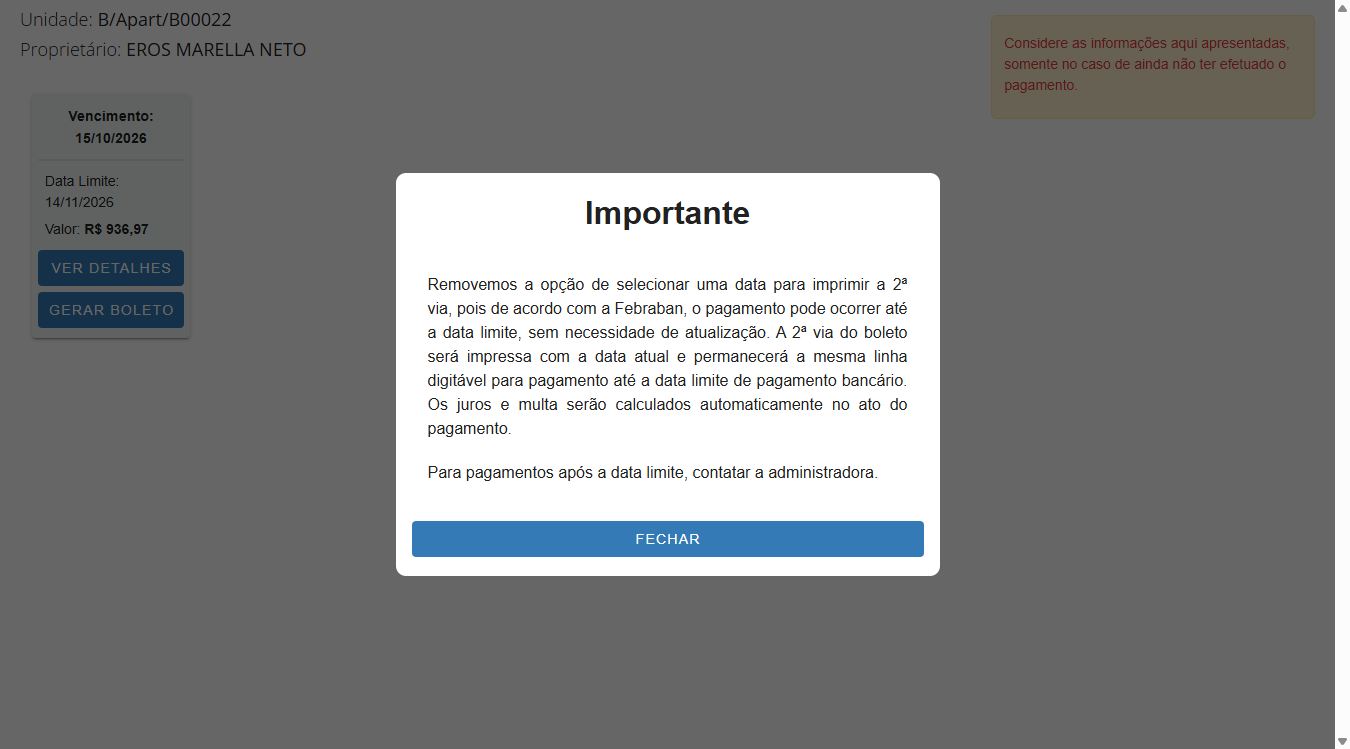 Unidade: B/Apart/B00022
Proprietário: EROS MARELLA NETO
Considere as informações aqui apresentadas,
somente no caso de ainda não ter efetuado o
pagamento.
Vencimento:
15/10/2026
Data Limite:
14/11/2026
Valor: R$ 936,97
VER DETALHES
GERAR BOLETO
Importante
Removemos a opção de selecionar uma data para imprimir a 2ª
via, pois de acordo com a Febraban, o pagamento pode ocorrer até
a data limite, sem necessidade de atualização. A 2ª via do boleto
será impressa com a data atual e permanecerá a mesma linha
digitável para pagamento até a data limite de pagamento bancário.
Os juros e multa serão calculados automaticamente no ato do
pagamento.
Para pagamentos após a data limite, contatar a administradora.
FECHAR